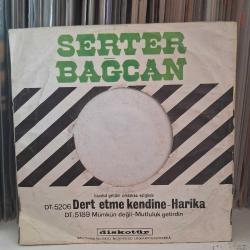 SERTER
BAĞCAN
DT:5206 Dert etme kendine-Harika
DT:5189 Mümkün değil-Mutluluk getirdin
diskotür